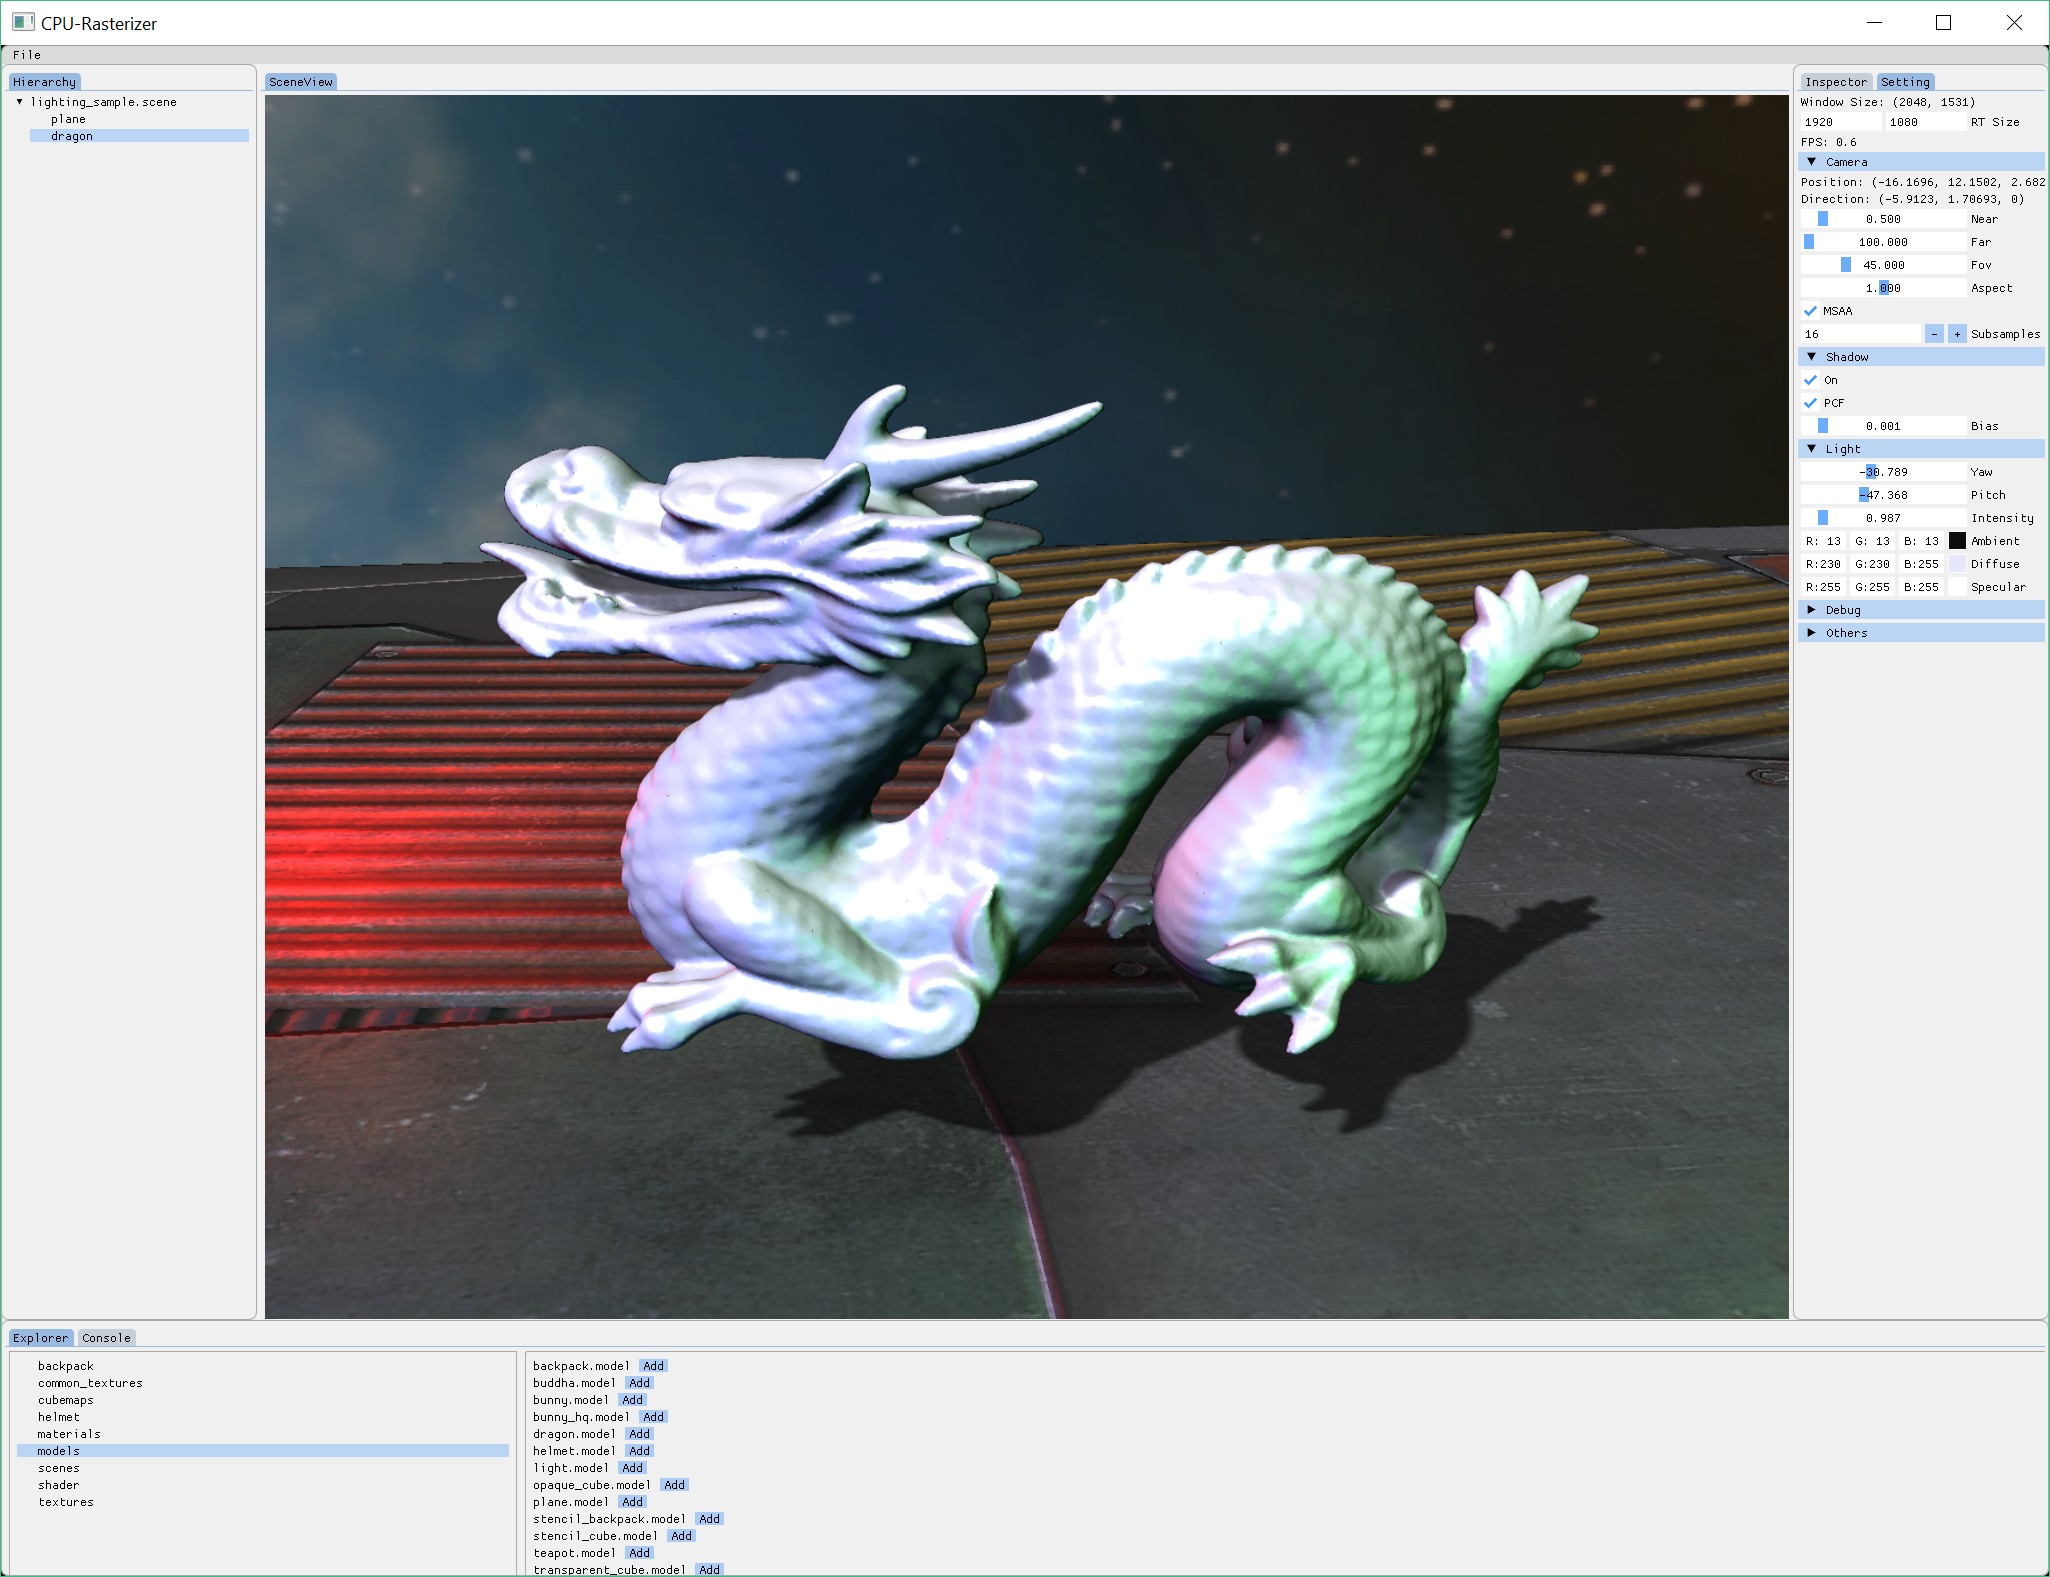 CPU-Rasterizer
File
Hierarchy
lighting_sample.scene
plane
dragon
SceneView
Inspector Setting
Window Size: (2048, 1531)
1920 1080 RT Size
FPS: 0.6
Camera
Position: (-16.1696, 12.1502, 2.682
Direction: (-5.9123, 1.70693, 0)
0.500 Near
100.000 Far
45.000 Fov
1.000 Aspect
MSAA
16 - + Subsamples
Shadow
On
PCF
0.001 Bias
Light
-30.789 Yaw
-47.368 Pitch
0.987 Intensity
R: 13 G: 13 B: 13 Ambient
R:230 G:230 B:255 Diffuse
R:255 G:255 B:255 Specular
Debug
Others
Explorer Console
backpack
common_textures
cubemaps
helmet
materials
models
scenes
shader
textures
backpack.model Add
buddha.model Add
bunny.model Add
bunny_hq.model Add
dragon.model Add
helmet.model Add
light.model Add
opaque_cube.model Add
plane.model Add
stencil_backpack.model Add
stencil_cube.model Add
teapot.model Add
transparent_cube.model Add